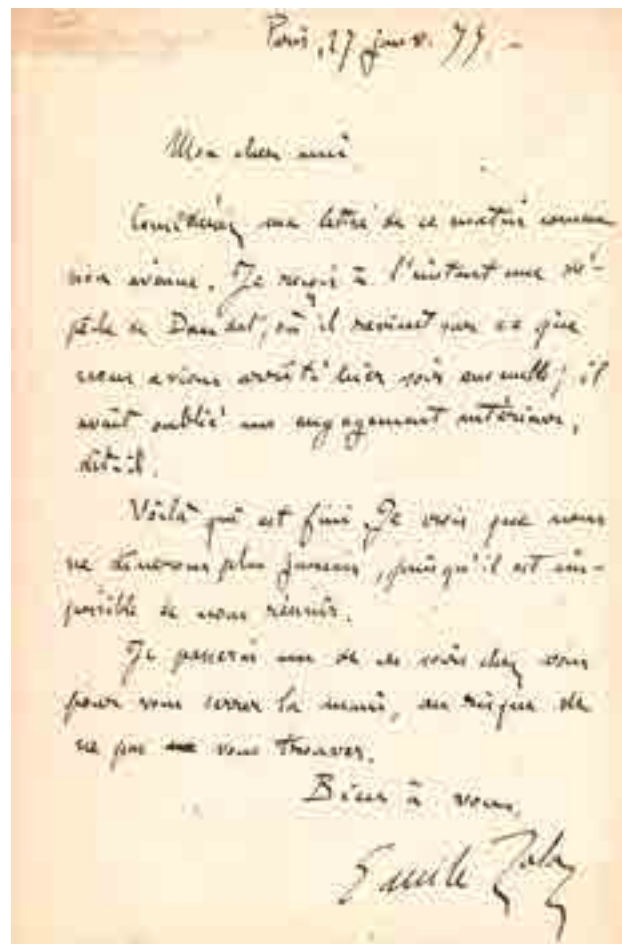 Paris, 27 janv. 77.-
Mon cher ami
Considérez ma lettre de ce matin comme
non avenue. Je reçois à l'instant une dé-
pêche de Daudet, où il revient sur ce que
nous avions arrêté hier soir ensemble; il
avait oublié un engagement antérieur,
dit-il.
Voilà qui est fini. Je crois que nous
ne dînerons plus jamais, puisqu'il est im-
possible de nous réunir.
Je passerai un de ces soirs chez vous
pour vous serrer la main, au risque de
ne pas vous trouver.
Bien à vous.
Emile Zola